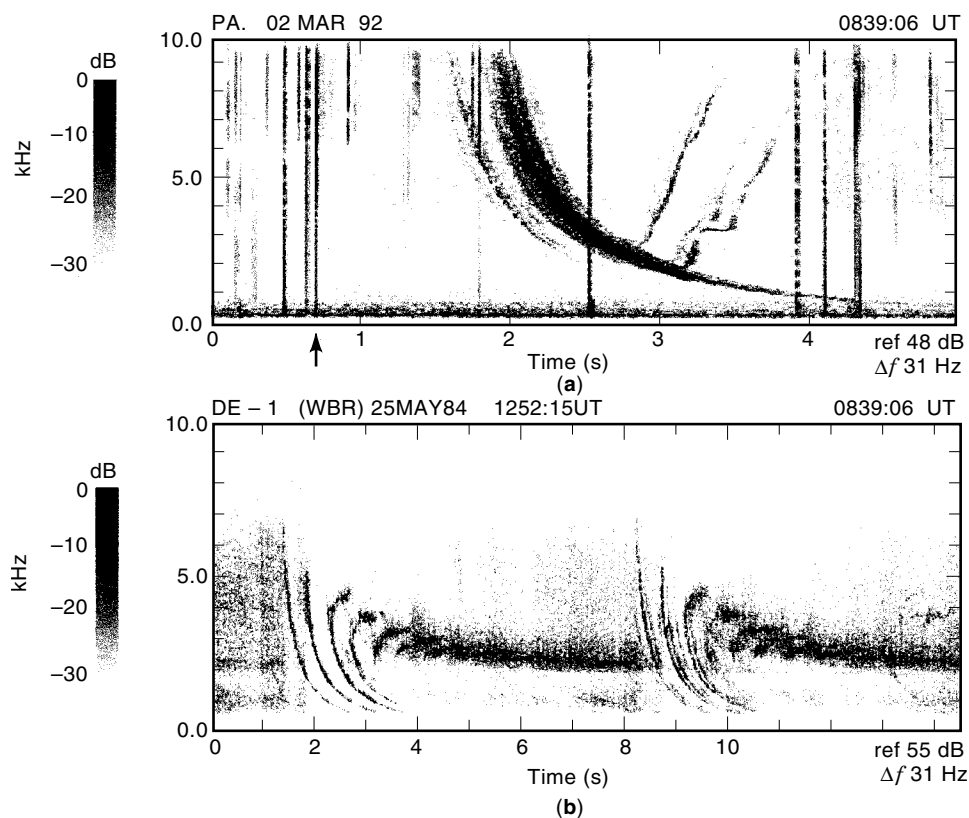 PA. 02 MAR 92 0839:06 UT
dB
0
–10
–20
–30
kHz
10.0
5.0
0.0
0 1 2 3 4 ref 48 dB
Time (s) Δf 31 Hz
(a)
DE – 1 (WBR) 25MAY84 1252:15UT 0839:06 UT
dB
0
–10
–20
–30
kHz
10.0
5.0
0.0
0 2 4 6 8 10 ref 55 dB
Time (s) Δf 31 Hz
(b)